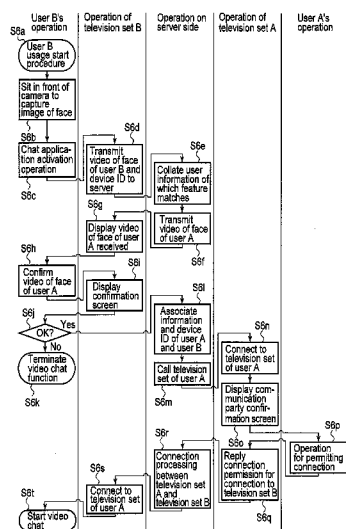 User B's
operation
Operation of
television set B
Operation on
server side
Operation of
television set A
User A's
operation
S6a
User B
usage start
procedure
Sit in front of
camera to
capture
image of face
S6b
Chat applica-
tion activation
operation
S6c
S6d
Transmit
video of face
of user B and
device ID to
server
S6e
Collate user
information of
which feature
matches
Transmit
video of face
of user A
S6f
S6g
Display video
of face of user
A received
S6h
Confirm
video of face
of user A
S6i
Display
confirmation
screen
S6j
OK?
Yes
No
Terminate
video chat
function
S6k
S6l
Associate
information
and device
ID of user A
and user B
Call television
set of user A
S6m
S6n
Connect to
television set
of user A
Display com-
munication
party confir-
mation screen
S6o
S6p
Operation
for permitting
connection
Reply
connection
permission for
connection to
television set B
S6q
S6r
Connection
processing
between
television set
A and
television set B
S6s
Connect to
television set
of user A
S6t
Start video
chat